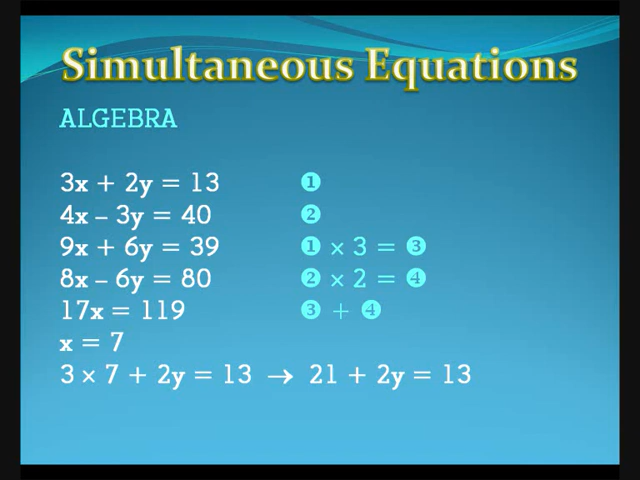 Simultaneous Equations
ALGEBRA
3x + 2y = 13 ❶
4x – 3y = 40 ❷
9x + 6y = 39 ❶ × 3 = ❸
8x – 6y = 80 ❷ × 2 = ❹
17x = 119 ❸ + ❹
x = 7
3 × 7 + 2y = 13 → 21 + 2y = 13